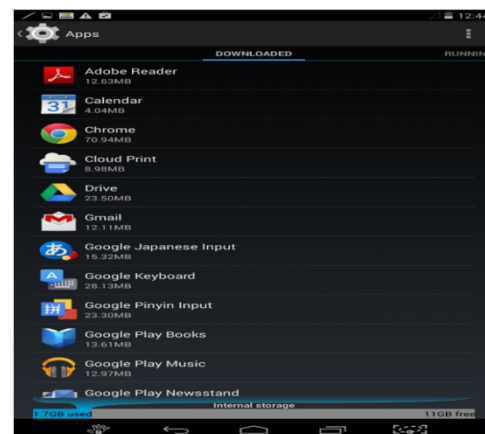 12:44
Apps
DOWNLOADED
RUNNIN
Adobe Reader
12.63MB
31
Calendar
4.04MB
Chrome
70.94MB
Cloud Print
8.98MB
Drive
23.50MB
Gmail
12.11MB
あ
Google Japanese Input
15.32MB
A
Google Keyboard
28.13MB
拼
Google Pinyin Input
23.30MB
Google Play Books
13.61MB
Google Play Music
12.97MB
Google Play Newsstand
Internal storage
1.7GB used
11GB free